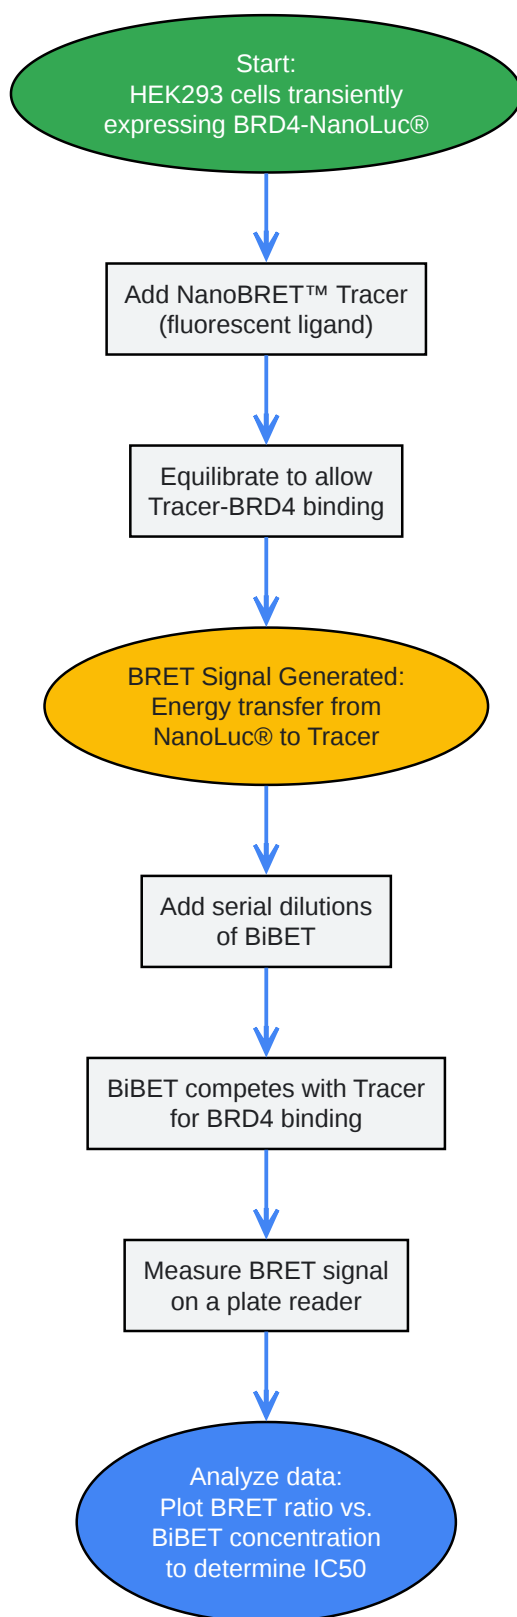 Start:
HEK293 cells transiently
expressing BRD4-NanoLuc®
Add NanoBRET™ Tracer
(fluorescent ligand)
Equilibrate to allow
Tracer-BRD4 binding
BRET Signal Generated:
Energy transfer from
NanoLuc® to Tracer
Add serial dilutions
of BiBET
BiBET competes with Tracer
for BRD4 binding
Measure BRET signal
on a plate reader
Analyze data:
Plot BRET ratio vs.
BiBET concentration
to determine IC50